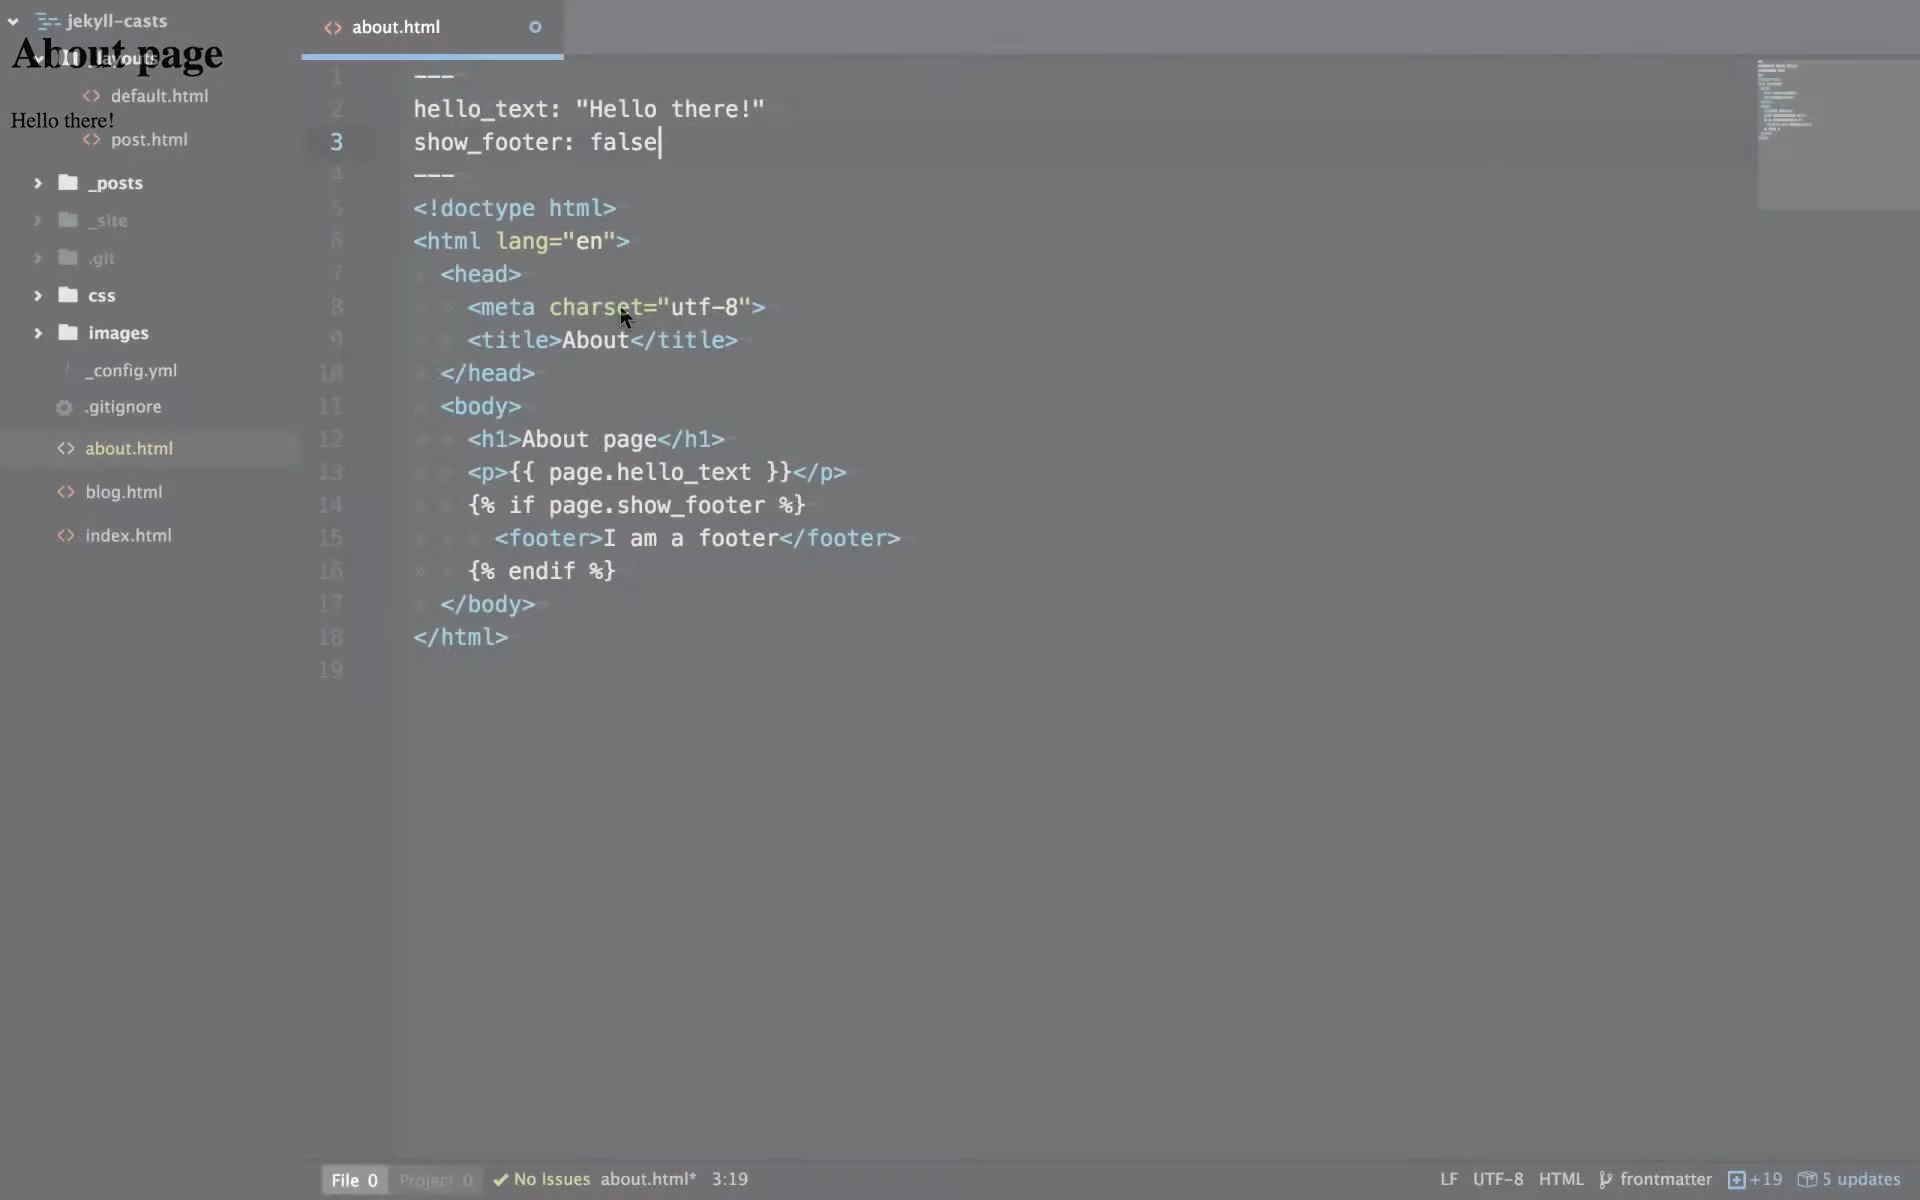 jekyll-casts
About page
_layouts
default.html
Hello there!
post.html
_posts
_site
.git
css
images
_config.yml
.gitignore
about.html
blog.html
index.html
about.html
1 ---
2 hello_text: "Hello there!"
3 show_footer: false
4 ---
5 <!doctype html>
6 <html lang="en">
7 <head>
8 <meta charset="utf-8">
9 <title>About</title>
10 </head>
11 <body>
12 <h1>About page</h1>
13 <p>{{ page.hello_text }}</p>
14 {% if page.show_footer %}
15 <footer>I am a footer</footer>
16 {% endif %}
17 </body>
18 </html>
19
File 0 Project 0 No Issues about.html* 3:19 LF UTF-8 HTML frontmatter +19 5 updates